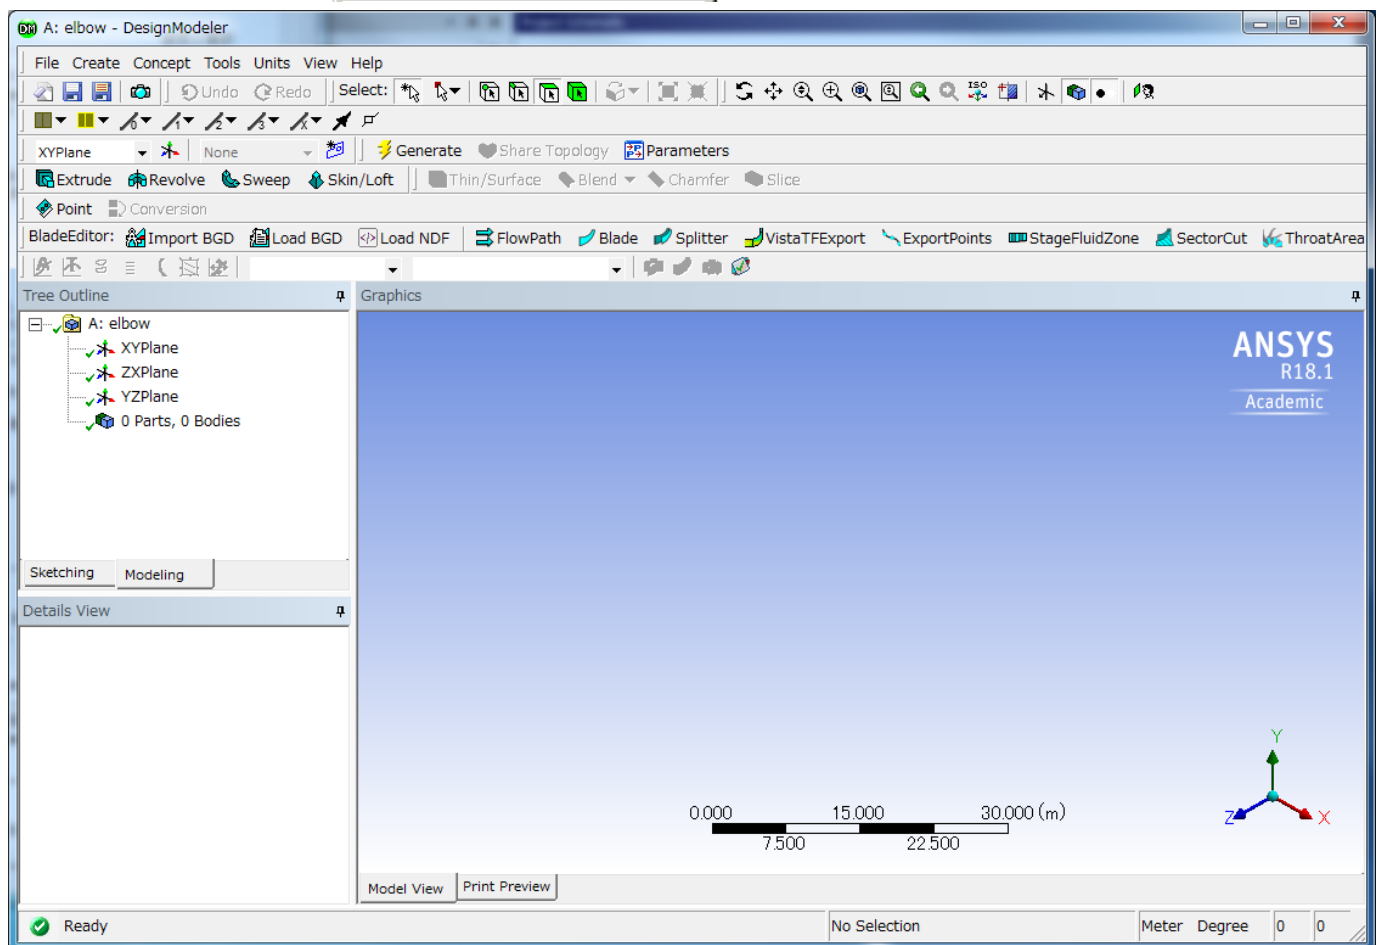 A: elbow - DesignModeler
File Create Concept Tools Units View Help
Undo Redo Select:
XYPlane None Generate Share Topology Parameters
Extrude Revolve Sweep Skin/Loft Thin/Surface Blend Chamfer Slice
Point Conversion
BladeEditor: Import BGD Load BGD Load NDF FlowPath Blade Splitter VistaTFExport ExportPoints StageFluidZone SectorCut ThroatArea
Tree Outline
A: elbow
XYPlane
ZXPlane
YZPlane
0 Parts, 0 Bodies
Sketching Modeling
Details View
Graphics
ANSYS
R18.1
Academic
Y
Z X
0.000 15.000 30.000 (m)
7.500 22.500
Model View Print Preview
Ready No Selection Meter Degree 0 0